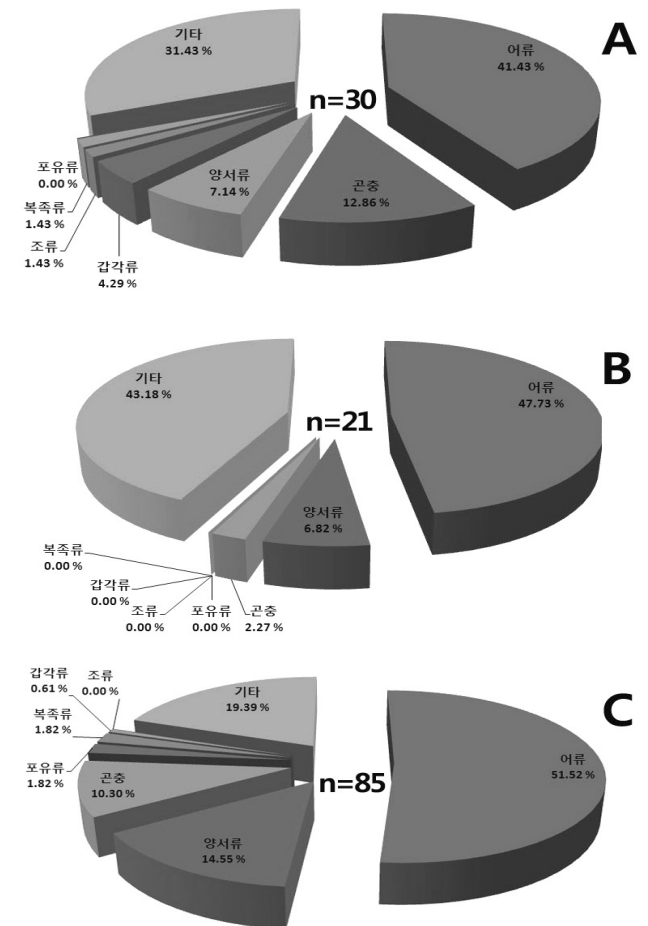 기타
31.43 %
어류
41.43 %
A
n=30
포유류
0.00 %
복족류
1.43 %
조류
1.43 %
갑각류
4.29 %
양서류
7.14 %
곤충
12.86 %
기타
43.18 %
어류
47.73 %
B
n=21
양서류
6.82 %
복족류
0.00 %
갑각류
0.00 %
조류
0.00 %
포유류
0.00 %
곤충
2.27 %
갑각류
0.61 %
조류
0.00 %
기타
19.39 %
C
복족류
1.82 %
어류
51.52 %
포유류
1.82 %
곤충
10.30 %
n=85
양서류
14.55 %